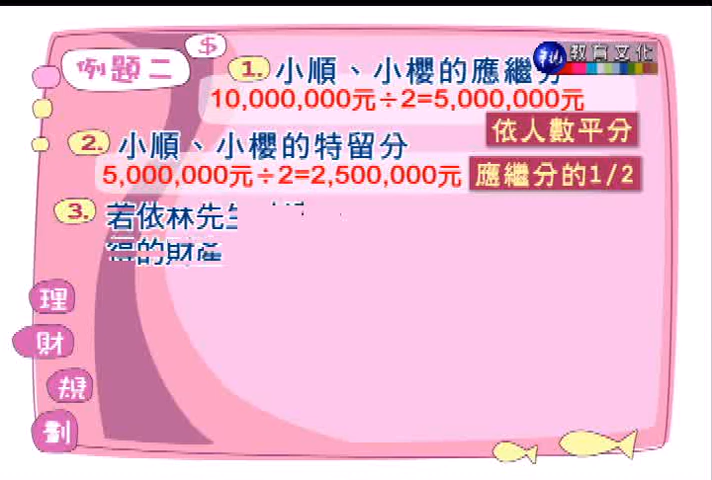 例題二
$
1. 小順、小櫻的應繼分
10,000,000元÷2=5,000,000元
依人數平分
2. 小順、小櫻的特留分
5,000,000元÷2=2,500,000元
應繼分的1/2
3. 若依林先生
得的財產
理
財
規
劃
教育文化